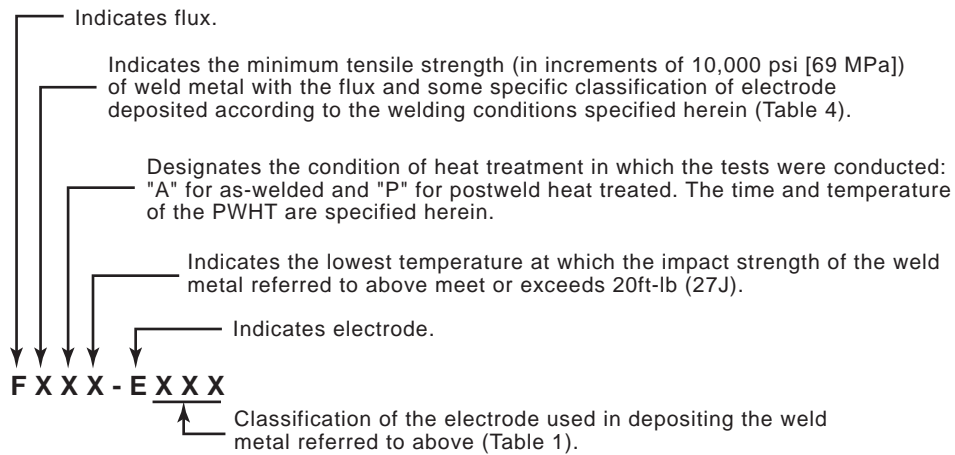 Indicates flux.
Indicates the minimum tensile strength (in increments of 10,000 psi [69 MPa])
of weld metal with the flux and some specific classification of electrode
deposited according to the welding conditions specified herein (Table 4).
Designates the condition of heat treatment in which the tests were conducted:
"A" for as-welded and "P" for postweld heat treated. The time and temperature
of the PWHT are specified herein.
Indicates the lowest temperature at which the impact strength of the weld
metal referred to above meet or exceeds 20ft-lb (27J).
Indicates electrode.
F X X X - E X X X
Classification of the electrode used in depositing the weld
metal referred to above (Table 1).